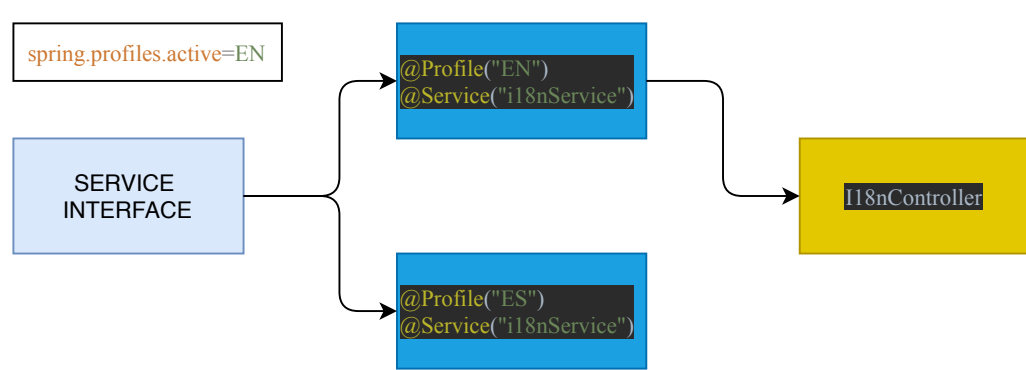 spring.profiles.active=EN
@Profile("EN")
@Service("i18nService")
SERVICE
INTERFACE
I18nController
@Profile("ES")
@Service("i18nService")